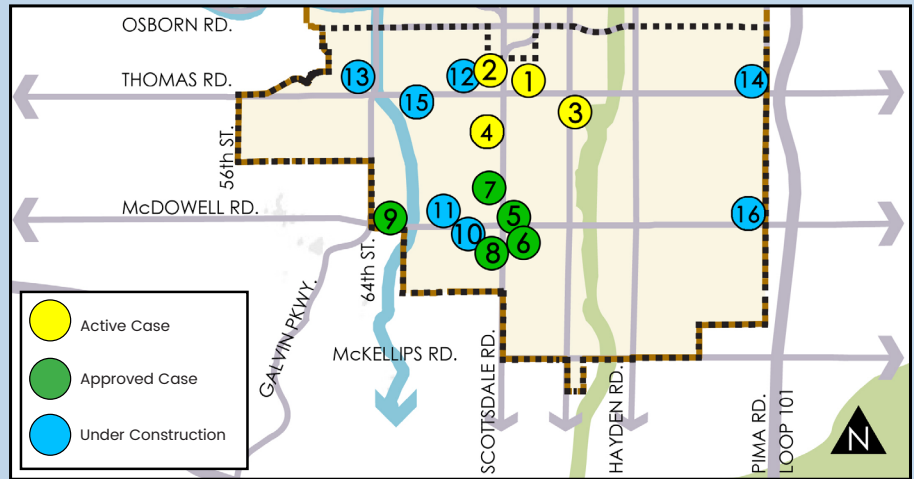 OSBORN RD.
THOMAS RD.
13
12
2
1
14
15
3
4
56th ST.
7
McDOWELL RD.
9
11
5
16
10
6
8
64th ST.
GALVIN PKWY.
McKELLIPS RD.
SCOTTSDALE RD.
HAYDEN RD.
PIMA RD.
LOOP 101
Active Case
Approved Case
Under Construction
N